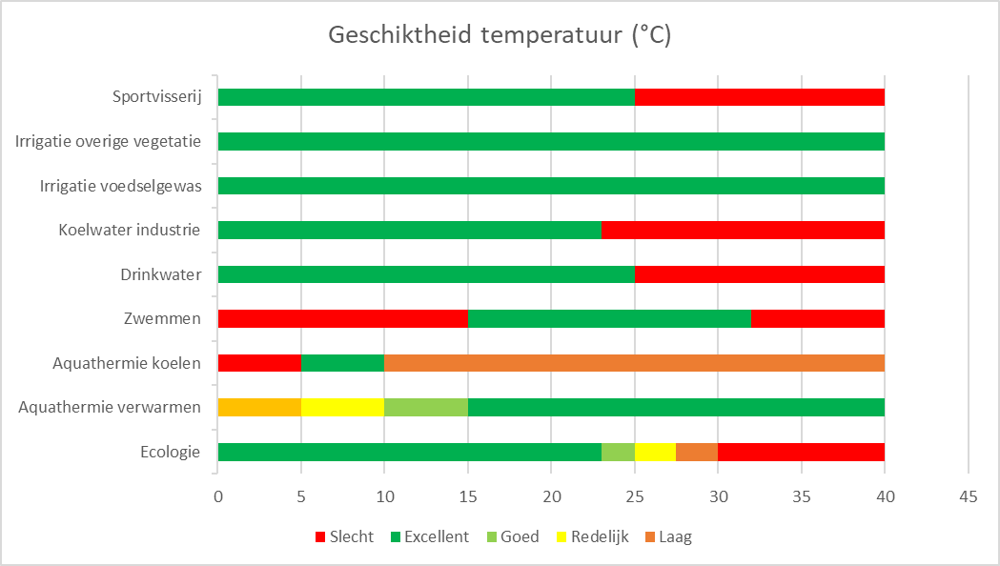 Geschiktheid temperatuur (°C)
Sportvisserij
Irrigatie overige vegetatie
Irrigatie voedselgewas
Koelwater industrie
Drinkwater
Zwemmen
Aquathermie koelen
Aquathermie verwarmen
Ecologie
0 5 10 15 20 25 30 35 40 45
Slecht Excellent Goed Redelijk Laag